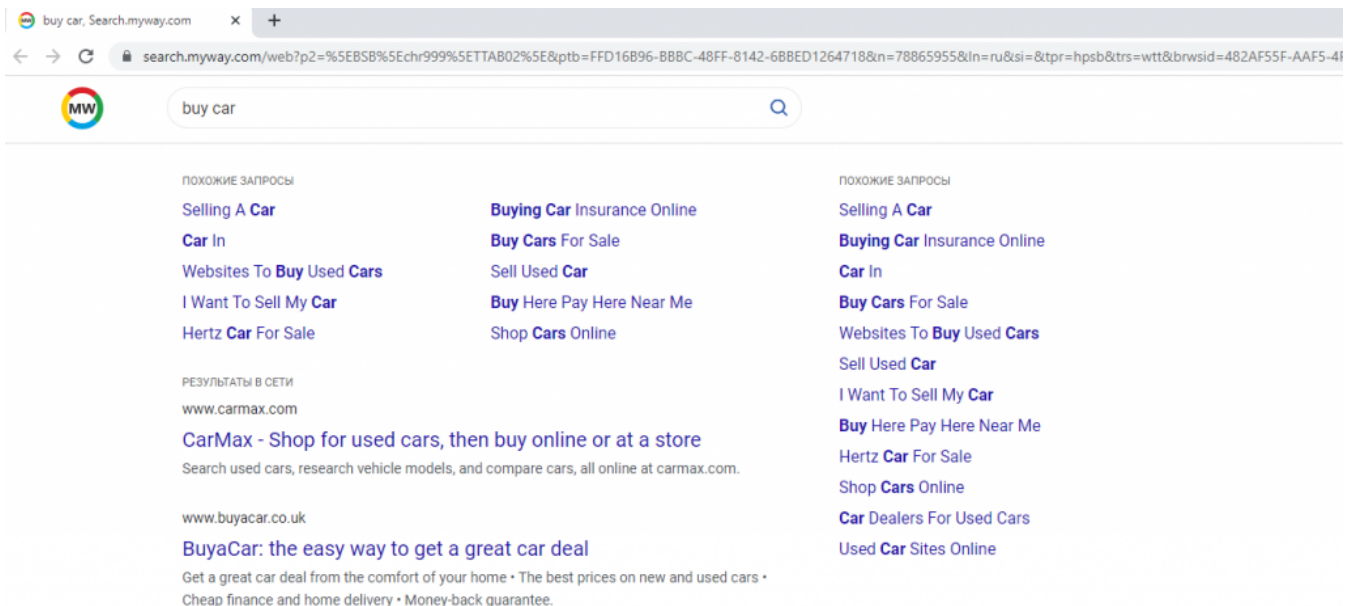 buy car, Search.myway.com
search.myway.com/web?p2=%5EBSB%5Echr999%5ETTAB02%5E&ptb=FFD16B96-BBBC-48FF-8142-6BBED1264718&n=78865955&ln=ru&si=&tpr=hpsb&trs=wtt&brwsid=482AF55F-AAF5-4F
MW
buy car
ПОХОЖИЕ ЗАПРОСЫ
Selling A Car
Car In
Websites To Buy Used Cars
I Want To Sell My Car
Hertz Car For Sale
Buying Car Insurance Online
Buy Cars For Sale
Sell Used Car
Buy Here Pay Here Near Me
Shop Cars Online
РЕЗУЛЬТАТЫ В СЕТИ
www.carmax.com
CarMax - Shop for used cars, then buy online or at a store
Search used cars, research vehicle models, and compare cars, all online at carmax.com.
www.buyacar.co.uk
BuyaCar: the easy way to get a great car deal
Get a great car deal from the comfort of your home • The best prices on new and used cars •
Cheap finance and home delivery • Money-back guarantee.
ПОХОЖИЕ ЗАПРОСЫ
Selling A Car
Buying Car Insurance Online
Car In
Buy Cars For Sale
Websites To Buy Used Cars
Sell Used Car
I Want To Sell My Car
Buy Here Pay Here Near Me
Hertz Car For Sale
Shop Cars Online
Car Dealers For Used Cars
Used Car Sites Online